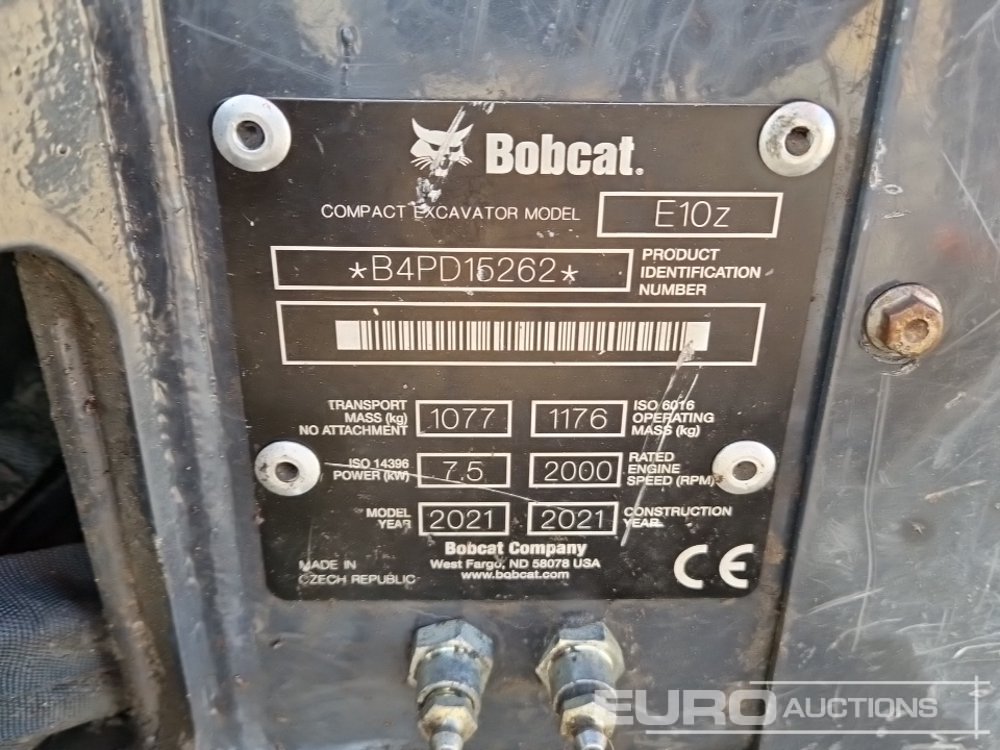 Bobcat.
COMPACT EXCAVATOR MODEL E10z
*B4PD15262* PRODUCT
IDENTIFICATION
NUMBER
TRANSPORT
MASS (kg)
NO ATTACHMENT
1077
1176
ISO 6016
OPERATING
MASS (kg)
ISO 14396
POWER (kW)
7.5
2000
RATED
ENGINE
SPEED (RPM)
MODEL
YEAR
2021
2021
CONSTRUCTION
YEAR
Bobcat Company
West Fargo, ND 58078 USA
www.bobcat.com
MADE IN
CZECH REPUBLIC
CE
EURO AUCTIONS